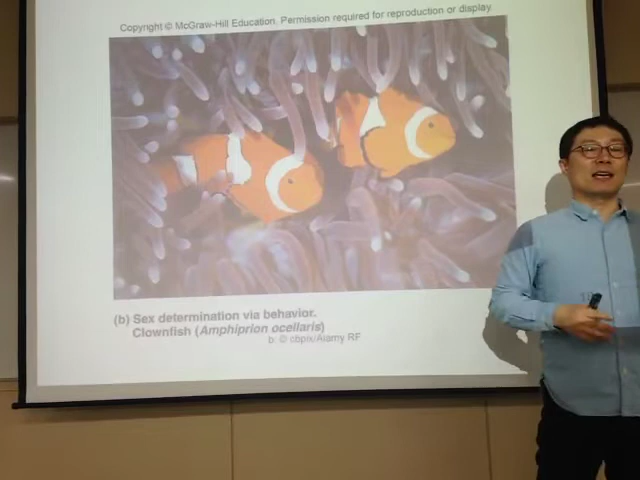 Copyright © McGraw-Hill Education. Permission required for reproduction or display.
(b) Sex determination via behavior.
Clownfish (Amphiprion ocellaris)
b: © cbpix/Alamy RF